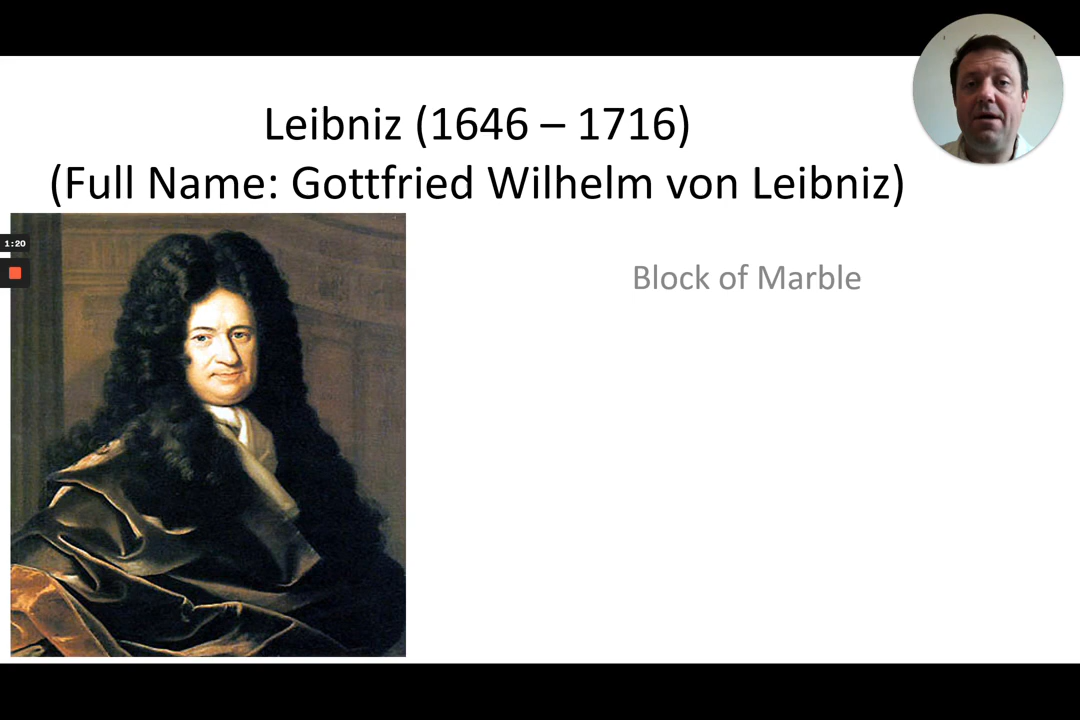 Leibniz (1646 – 1716)
(Full Name: Gottfried Wilhelm von Leibniz)
1:20
Block of Marble